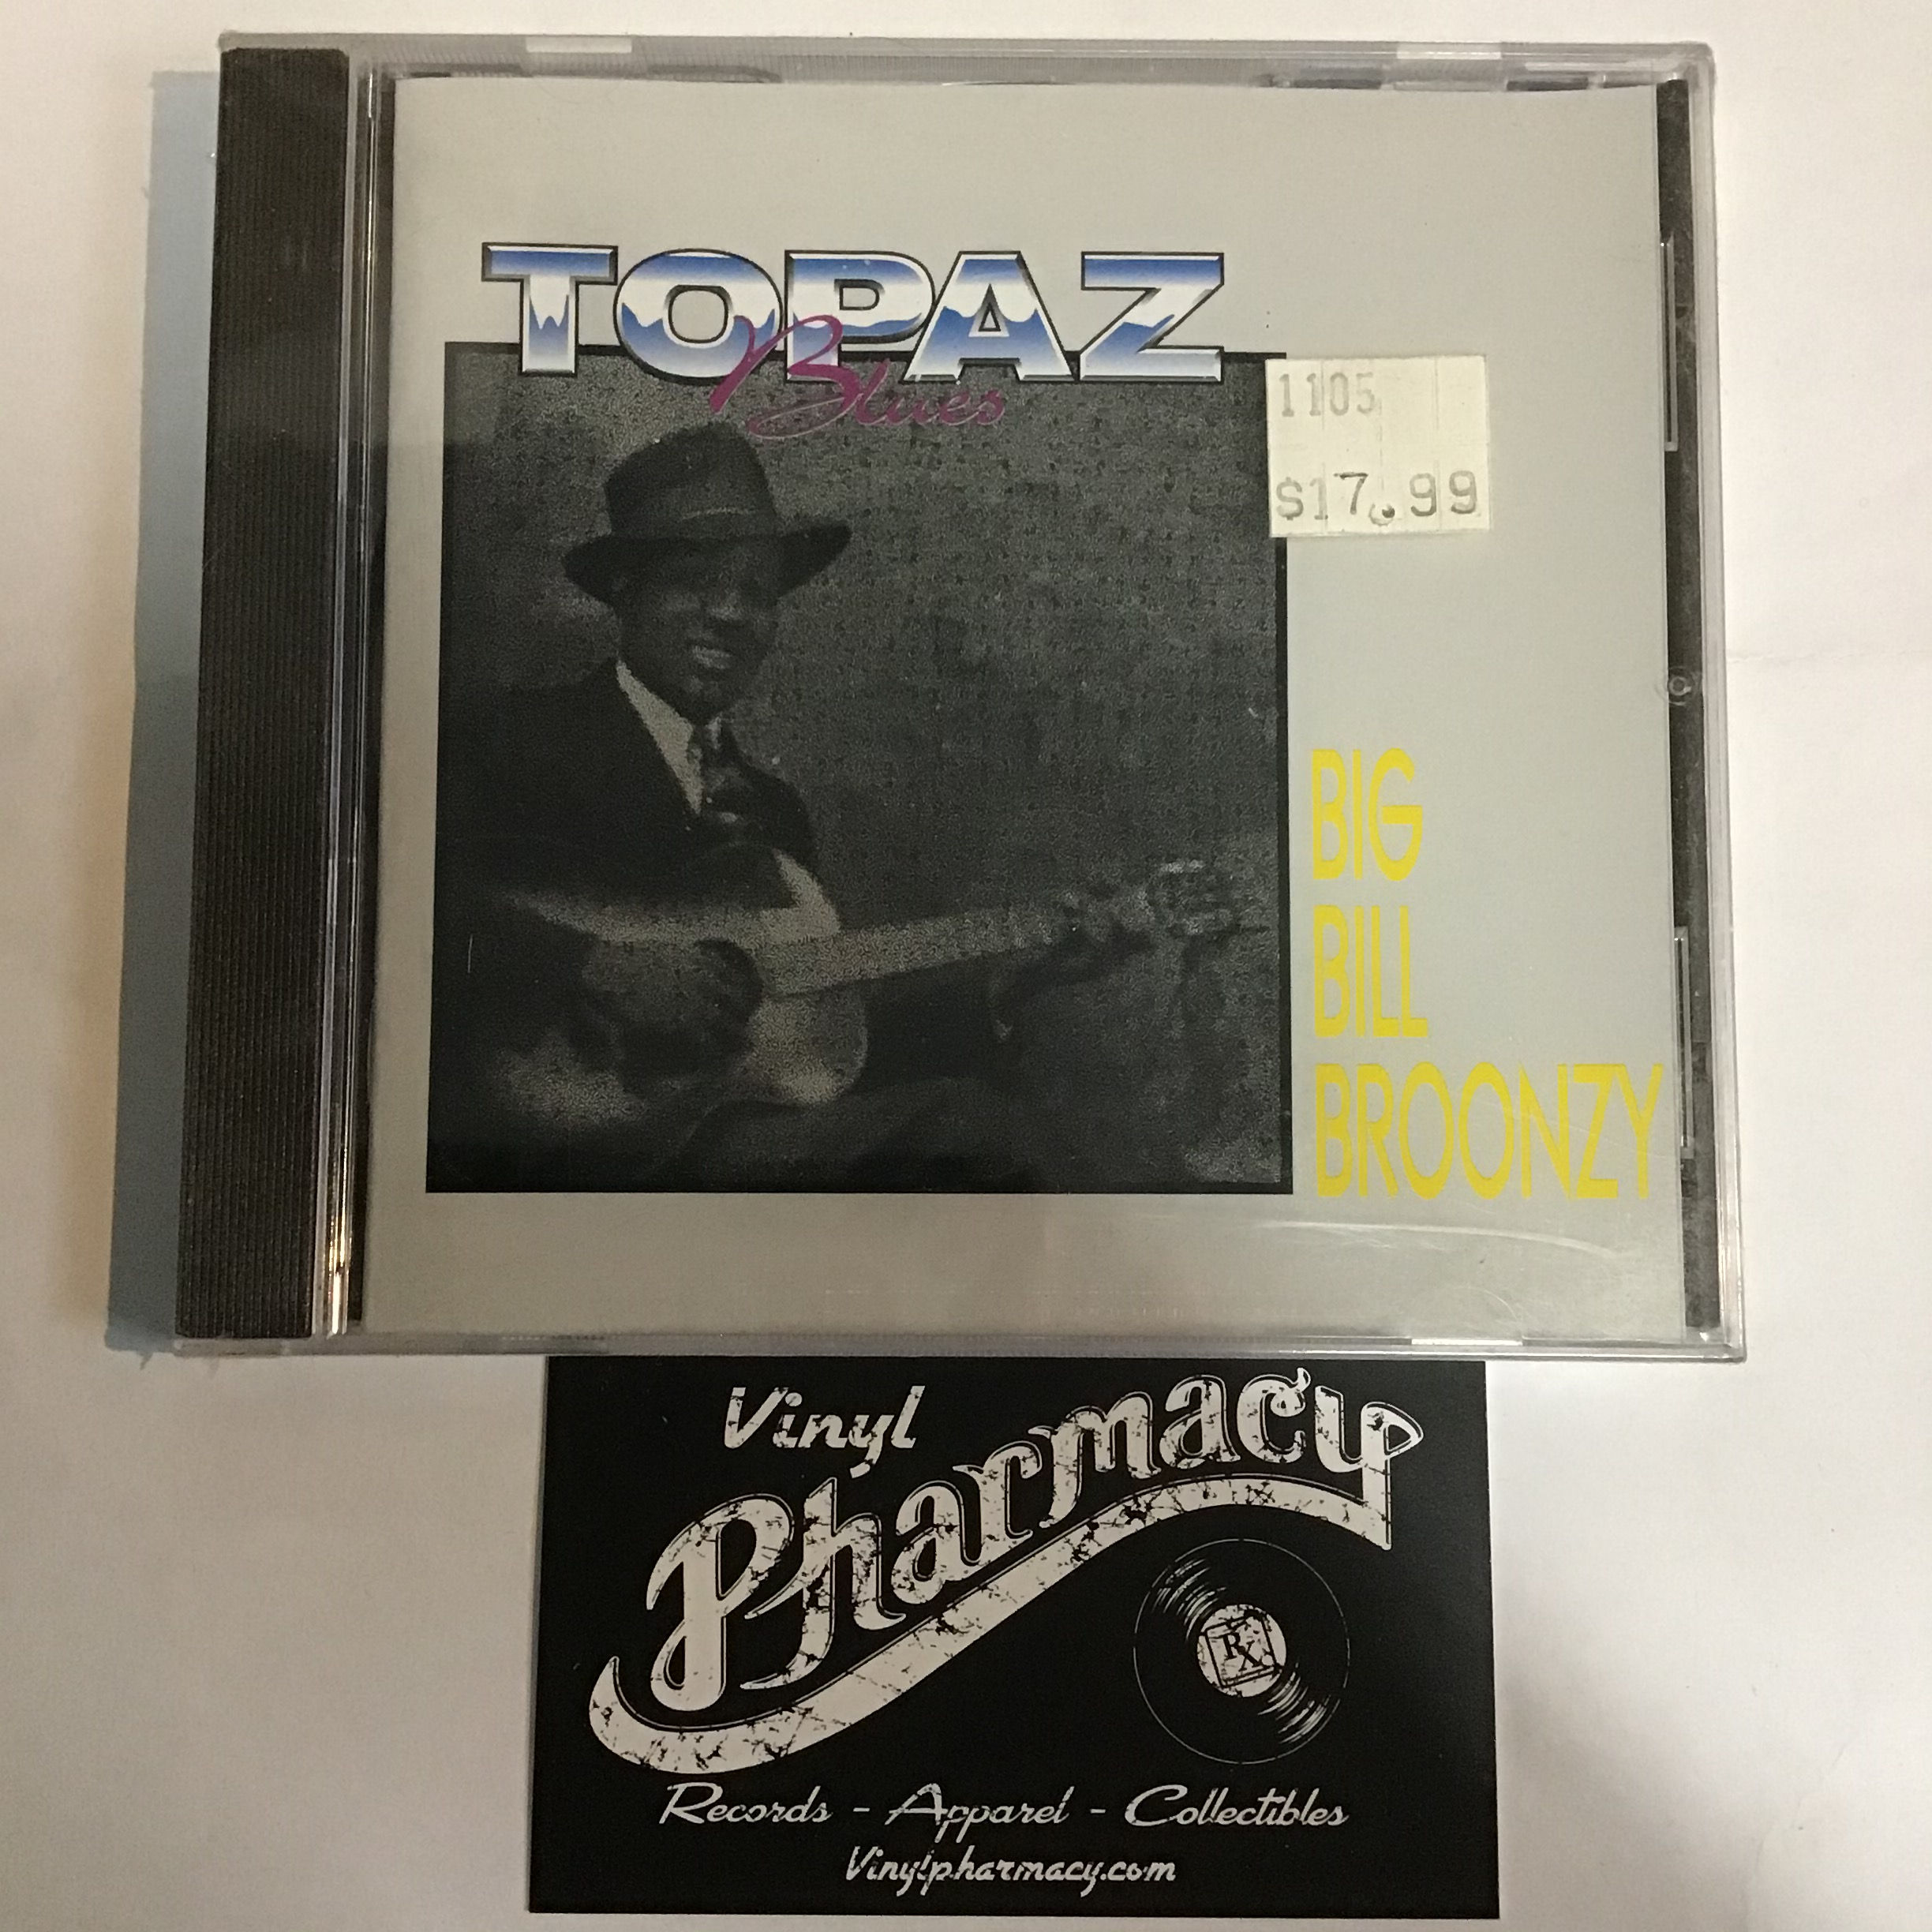 TOPAZ
Blues
1105
$17.99
BIG
BILL
BROONZY
Vinyl
Pharmacy
RX
Records - Apparel - Collectibles
Vinylpharmacy.com